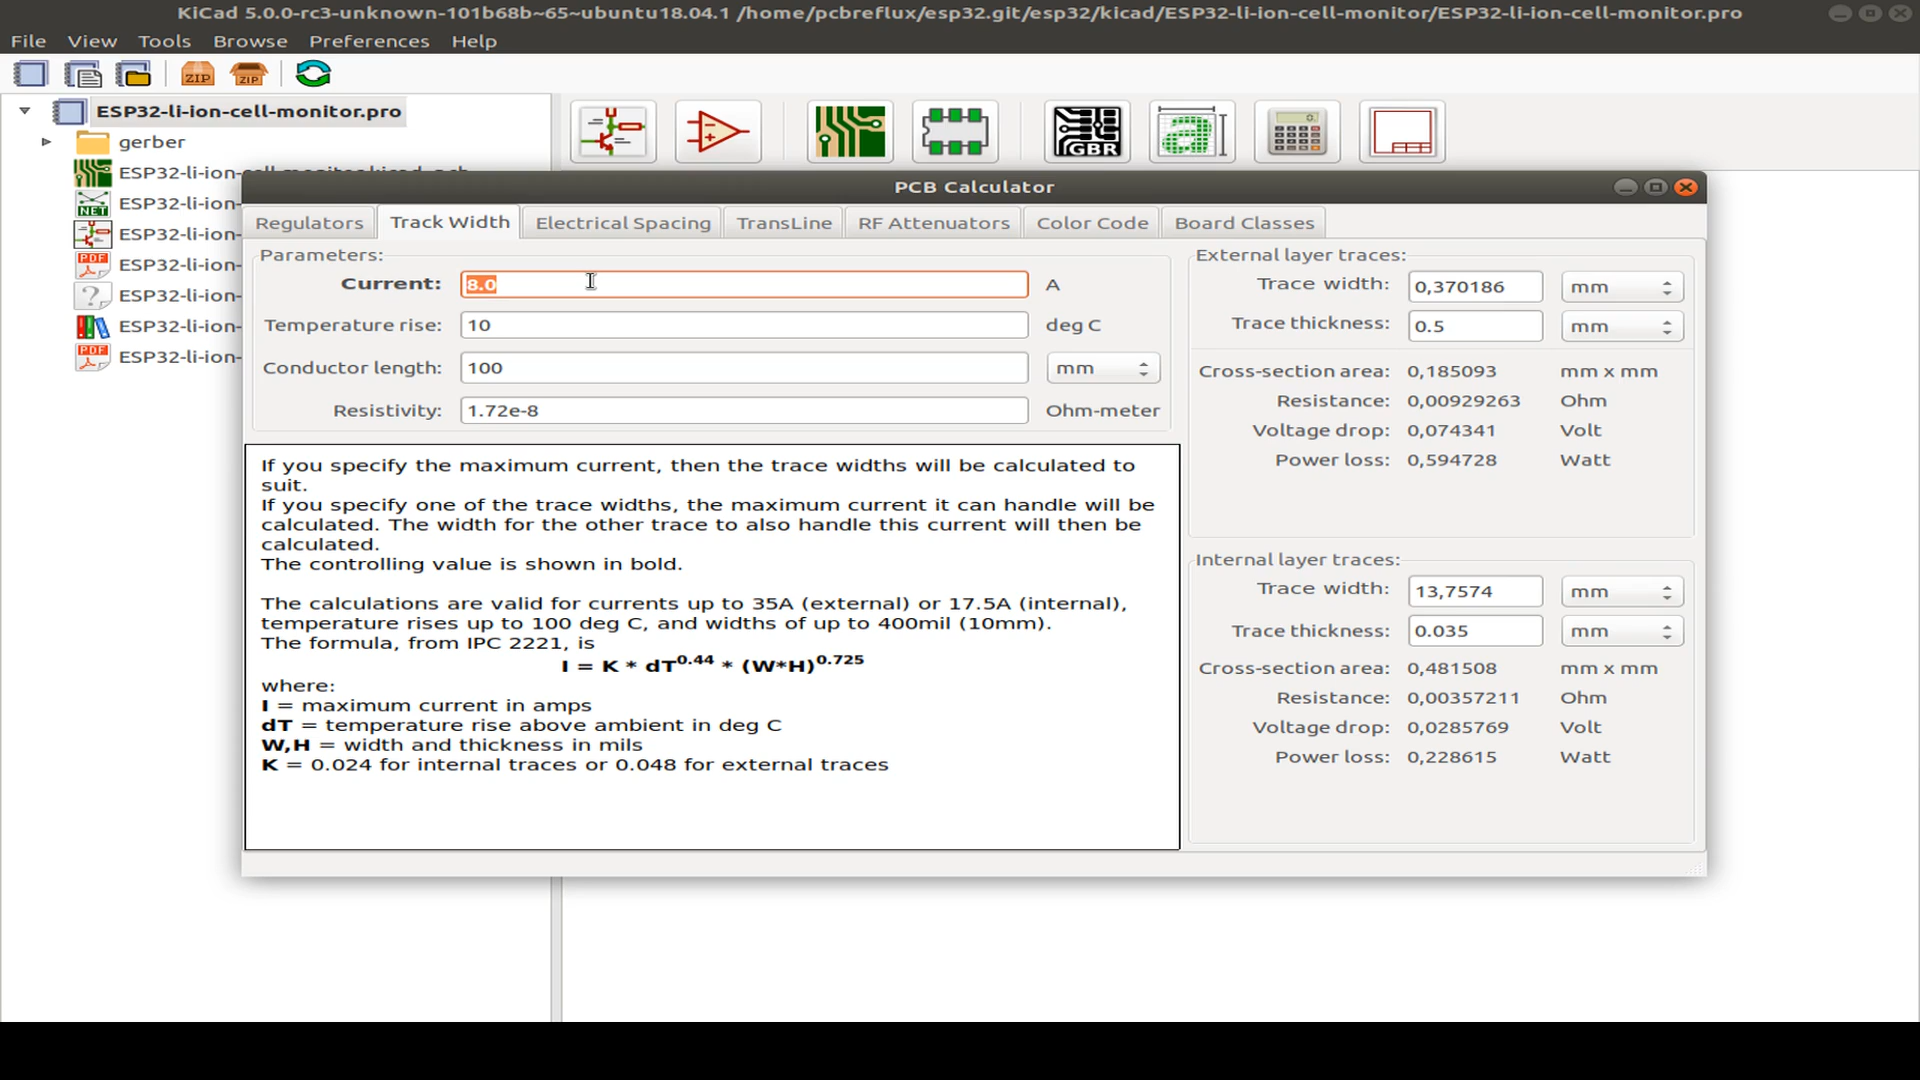 KiCad 5.0.0-rc3-unknown-101b68b~65~ubuntu18.04.1 /home/pcbreflux/esp32.git/esp32/kicad/ESP32-li-ion-cell-monitor/ESP32-li-ion-cell-monitor.pro
File View Tools Browse Preferences Help
ZIP ZIP
ESP32-li-ion-cell-monitor.pro
gerber
ESP32-li-ion-cell-monitor.kicad_pcb
NET ESP32-li-ion-
ESP32-li-ion-
PDF ESP32-li-ion-
? ESP32-li-ion-
ESP32-li-ion-
PDF ESP32-li-ion-
GBR a 0.
PCB Calculator
Regulators Track Width Electrical Spacing TransLine RF Attenuators Color Code Board Classes
Parameters:
Current: 8.0 A
Temperature rise: 10 deg C
Conductor length: 100 mm
Resistivity: 1.72e-8 Ohm-meter
If you specify the maximum current, then the trace widths will be calculated to
suit.
If you specify one of the trace widths, the maximum current it can handle will be
calculated. The width for the other trace to also handle this current will then be
calculated.
The controlling value is shown in bold.
The calculations are valid for currents up to 35A (external) or 17.5A (internal),
temperature rises up to 100 deg C, and widths of up to 400mil (10mm).
The formula, from IPC 2221, is
I = K * dT^0.44 * (W*H)^0.725
where:
I = maximum current in amps
dT = temperature rise above ambient in deg C
W,H = width and thickness in mils
K = 0.024 for internal traces or 0.048 for external traces
External layer traces:
Trace width: 0,370186 mm
Trace thickness: 0.5 mm
Cross-section area: 0,185093 mm x mm
Resistance: 0,00929263 Ohm
Voltage drop: 0,074341 Volt
Power loss: 0,594728 Watt
Internal layer traces:
Trace width: 13,7574 mm
Trace thickness: 0.035 mm
Cross-section area: 0,481508 mm x mm
Resistance: 0,00357211 Ohm
Voltage drop: 0,0285769 Volt
Power loss: 0,228615 Watt